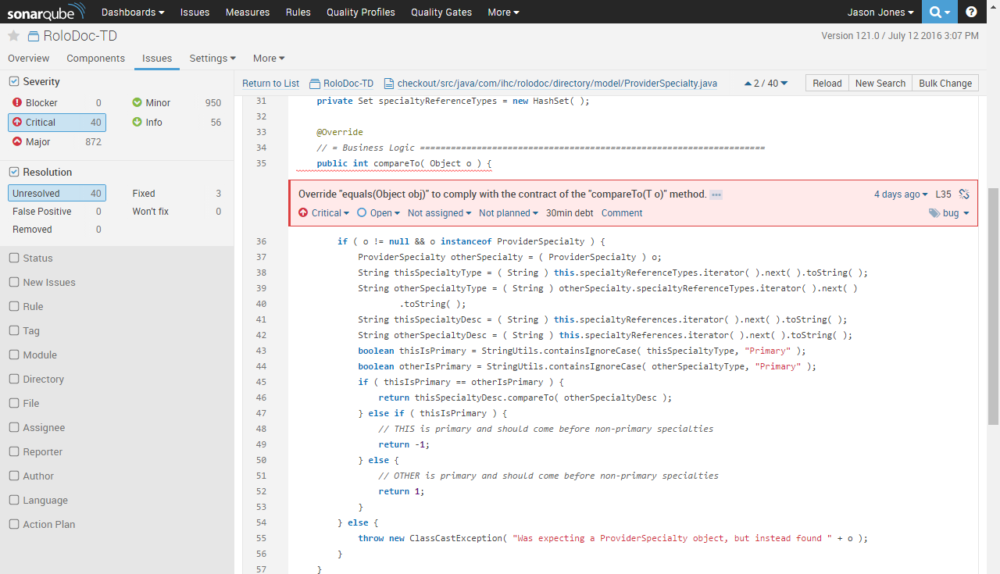 sonarqube Dashboards Issues Measures Rules Quality Profiles Quality Gates More Jason Jones ?
RoloDoc-TD Version 121.0 / July 12 2016 3:07 PM
Overview Components Issues Settings More
Severity
Blocker 0 Minor 950
Critical 40 Info 56
Major 872
Resolution
Unresolved 40 Fixed 3
False Positive 0 Won't fix 0
Removed 0
Status
New Issues
Rule
Tag
Module
Directory
File
Assignee
Reporter
Author
Language
Action Plan
Return to List RoloDoc-TD checkout/src/java/com/ihc/rolodoc/directory/model/ProviderSpecialty.java 2 / 40 Reload New Search Bulk Change
31 private Set specialtyReferenceTypes = new HashSet( );
32
33 @Override
34 // = Business Logic ===================================================================
35 public int compareTo( Object o ) {
Override "equals(Object obj)" to comply with the contract of the "compareTo(T o)" method. ... 4 days ago L35
Critical Open Not assigned Not planned 30min debt Comment bug
36 if ( o != null && o instanceof ProviderSpecialty ) {
37 ProviderSpecialty otherSpecialty = ( ProviderSpecialty ) o;
38 String thisSpecialtyType = ( String ) this.specialtyReferenceTypes.iterator( ).next( ).toString( );
39 String otherSpecialtyType = ( String ) otherSpecialty.specialtyReferenceTypes.iterator( ).next( )
40 .toString( );
41 String thisSpecialtyDesc = ( String ) this.specialtyReferences.iterator( ).next( ).toString( );
42 String otherSpecialtyDesc = ( String ) this.specialtyReferences.iterator( ).next( ).toString( );
43 boolean thisIsPrimary = StringUtils.containsIgnoreCase( thisSpecialtyType, "Primary" );
44 boolean otherIsPrimary = StringUtils.containsIgnoreCase( otherSpecialtyType, "Primary" );
45 if ( thisIsPrimary == otherIsPrimary ) {
46 return thisSpecialtyDesc.compareTo( otherSpecialtyDesc );
47 } else if ( thisIsPrimary ) {
48 // THIS is primary and should come before non-primary specialties
49 return -1;
50 } else {
51 // OTHER is primary and should come before non-primary specialties
52 return 1;
53 }
54 } else {
55 throw new ClassCastException( "Was expecting a ProviderSpecialty object, but instead found " + o );
56 }
57 }